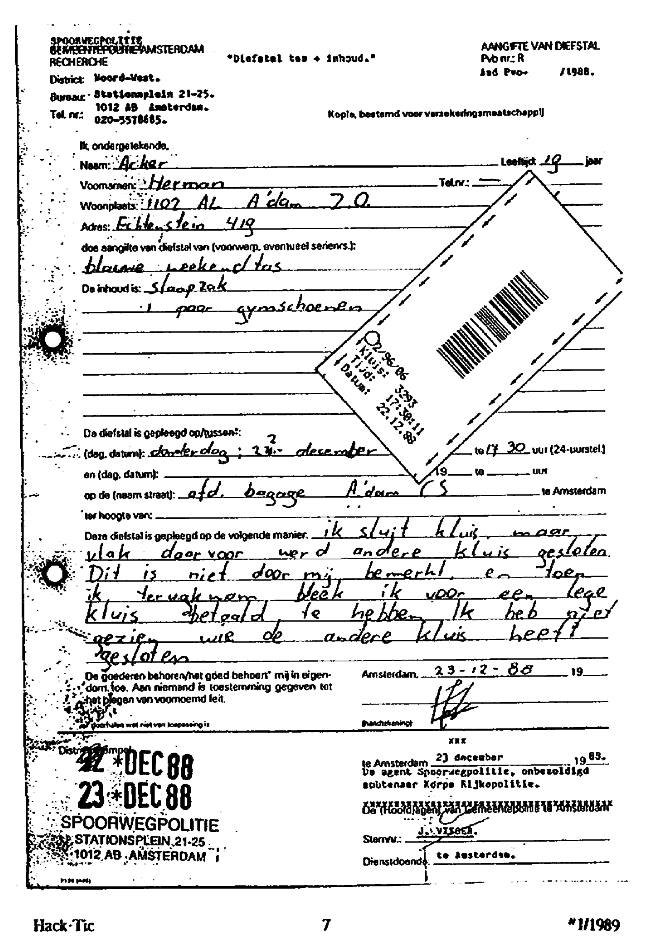 SPOORWEGPOLITIE
GEMEENTEPOLITIE AMSTERDAM
RECHERCHE
"Diefstal tas + inhoud."
AANGIFTE VAN DIEFSTAL
Pvb nr.: R
Asd Pwo- /1988.
District: Noord-West.
Bureau: Stationsplein 21-25.
1012 AB Amsterdam.
Tel. nr.: 020-5578685.
Kopie, bestemd voor verzekeringsmaatschappij
Ik, ondergetekende.
Naam: Acker Leeftijd: 19 jaar
Voornamen: Herman Tel.nr.: —
Woonplaats: 1102 AL A'dam Z.O.
Adres: Echtenstein 419
doe aangifte van diefstal van (voorwerp, eventueel serienrs.):
blauwe weekendtas
De inhoud is: slaapzak
1 paar gymschoenen
02/96/06
Kluis: 3293
Tijd: 17:30:11
Datum: 22.12.88
De diefstal is gepleegd op/tussen*:
(dag, datum): donderdag; 22 december te 17 30 uur (24-uurstel.)
en (dag, datum): 19 te uur
op de (naam straat): afd. bagage A'dam CS te Amsterdam
ter hoogte van:
Deze diefstal is gepleegd op de volgende manier. ik sluit kluis, maar
vlak daarvoor werd andere kluis gesloten
Dit is niet door mij bemerkt, en toen
ik terugkwam bleek ik voor een lege
kluis betaald te hebben. Ik heb niet
gezien wie de andere kluis heeft
gesloten
De goederen behoren/het goed behoort* mij in eigen-
dom toe. Aan niemand is toestemming gegeven tot
het plegen van voornoemd feit.
Amsterdam, 23-12-88 19
(handtekening)
* doorhalen wat niet van toepassing is
Districtsstempel
22 *DEC 88
23 *DEC 88
SPOORWEGPOLITIE
STATIONSPLEIN 21-25
1012 AB AMSTERDAM
xxx
te Amsterdam 23 december 1988.
De agent Spoorwegpolitie, onbezoldigd
ambtenaar Korps Rijkspolitie.
De (Hoofd)agent van Gemeentepolitie te Amsterdam
J. VISSER.
Stamnr.:
Dienstdoende te Amsterdam.
Hack-Tic
7
#1/1989